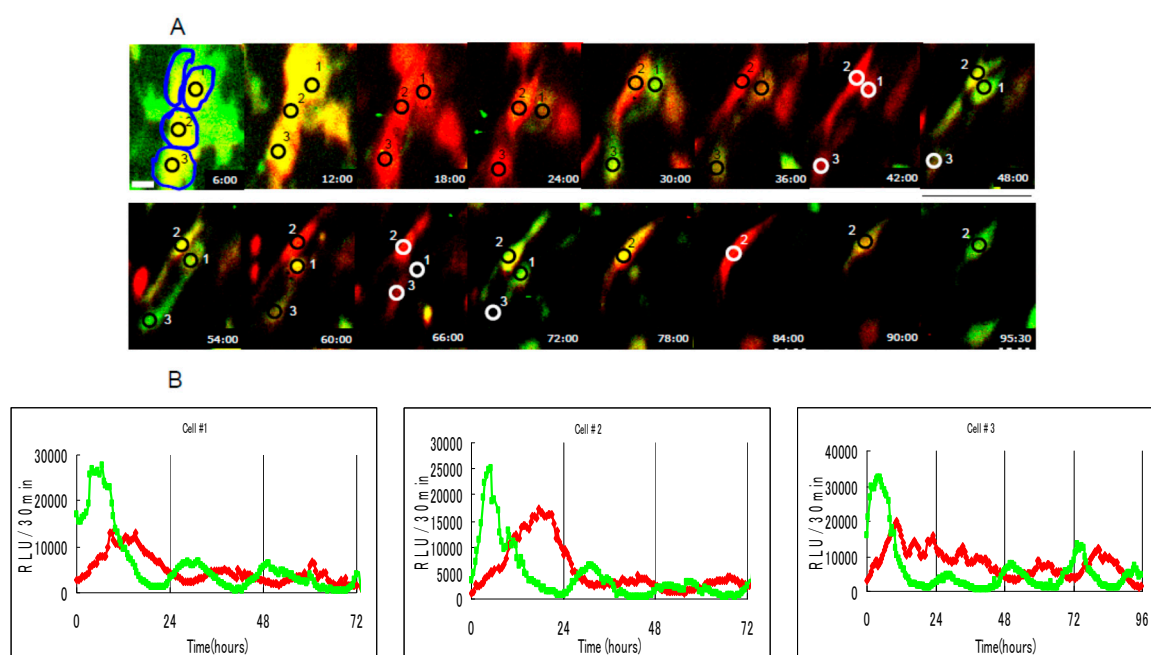 A
1 2 3 6:00
1 2 3 12:00
1 2 3 18:00
1 2 3 24:00
1 2 3 30:00
1 2 3 36:00
1 2 3 42:00
1 2 3 48:00
1 2 3 54:00
1 2 3 60:00
1 2 3 66:00
1 2 3 72:00
2 78:00
2 84:00
2 90:00
2 95:30
B
Cell #1
RLU/30min
30000
20000
10000
0
0 24 48 72
Time(hours)
Cell #2
RLU/30min
30000
25000
20000
15000
10000
5000
0
0 24 48 72
Time(hours)
Cell #3
RLU/30min
40000
30000
20000
10000
0
0 24 48 72 96
Time(hours)